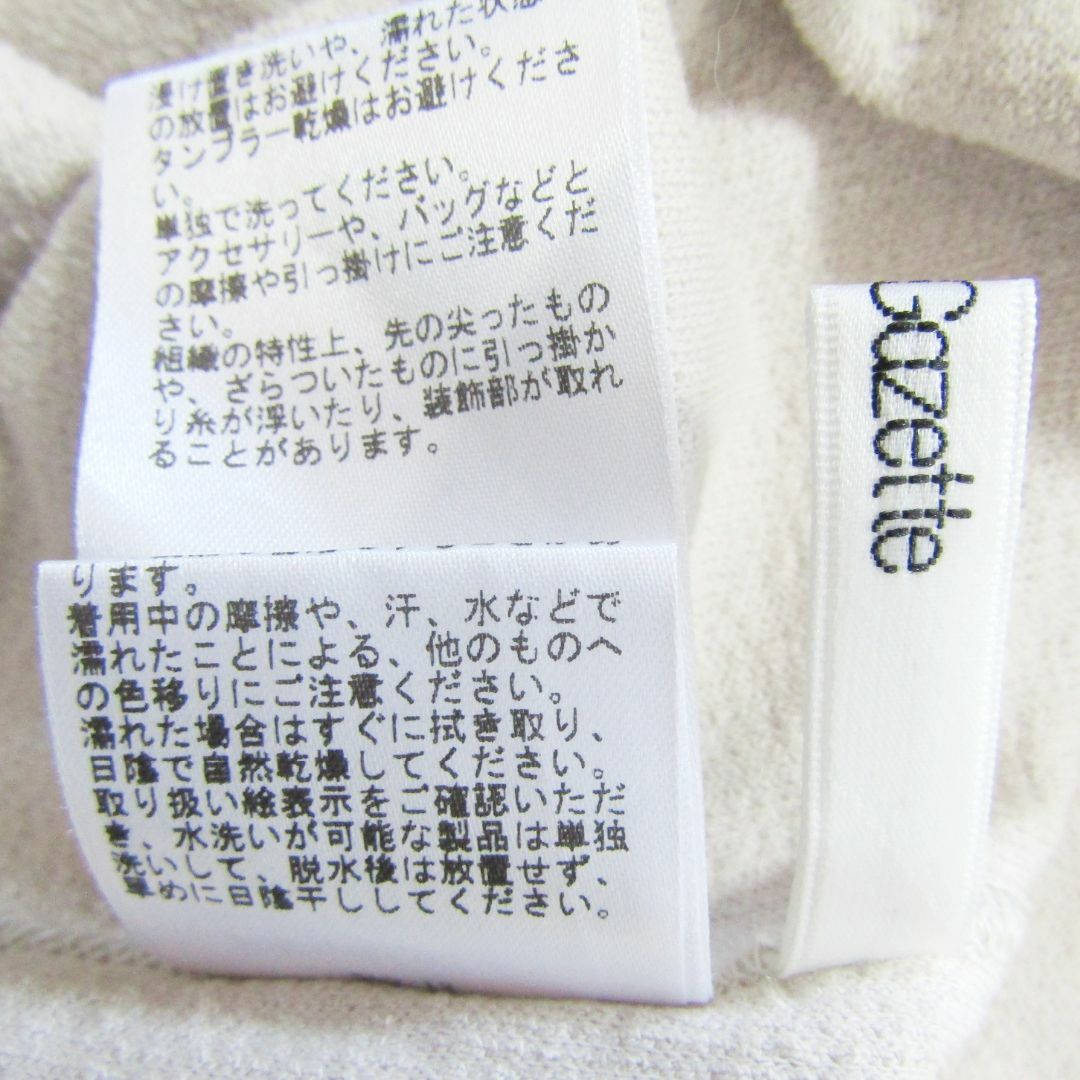 浸け置き洗いや、濡れた状態
の放置はお避けください。
タンブラー乾燥はお避けくださ
い。
単独で洗ってください。
アクセサリーや、バッグなどと
の摩擦や引っ掛けにご注意くだ
さい。
組織の特性上、先の尖ったもの
や、ざらついたものに引っ掛か
り糸が浮いたり、装飾部が取れ
ることがあります。
ります。
着用中の摩擦や、汗、水などで
濡れたことによる、他のものへ
の色移りにご注意ください。
濡れた場合はすぐに拭き取り、
日陰で自然乾燥してください。
取り扱い絵表示をご確認いただ
き、水洗いが可能な製品は単独
洗いして、脱水後は放置せず、
早めに日陰干ししてください。
Gazette